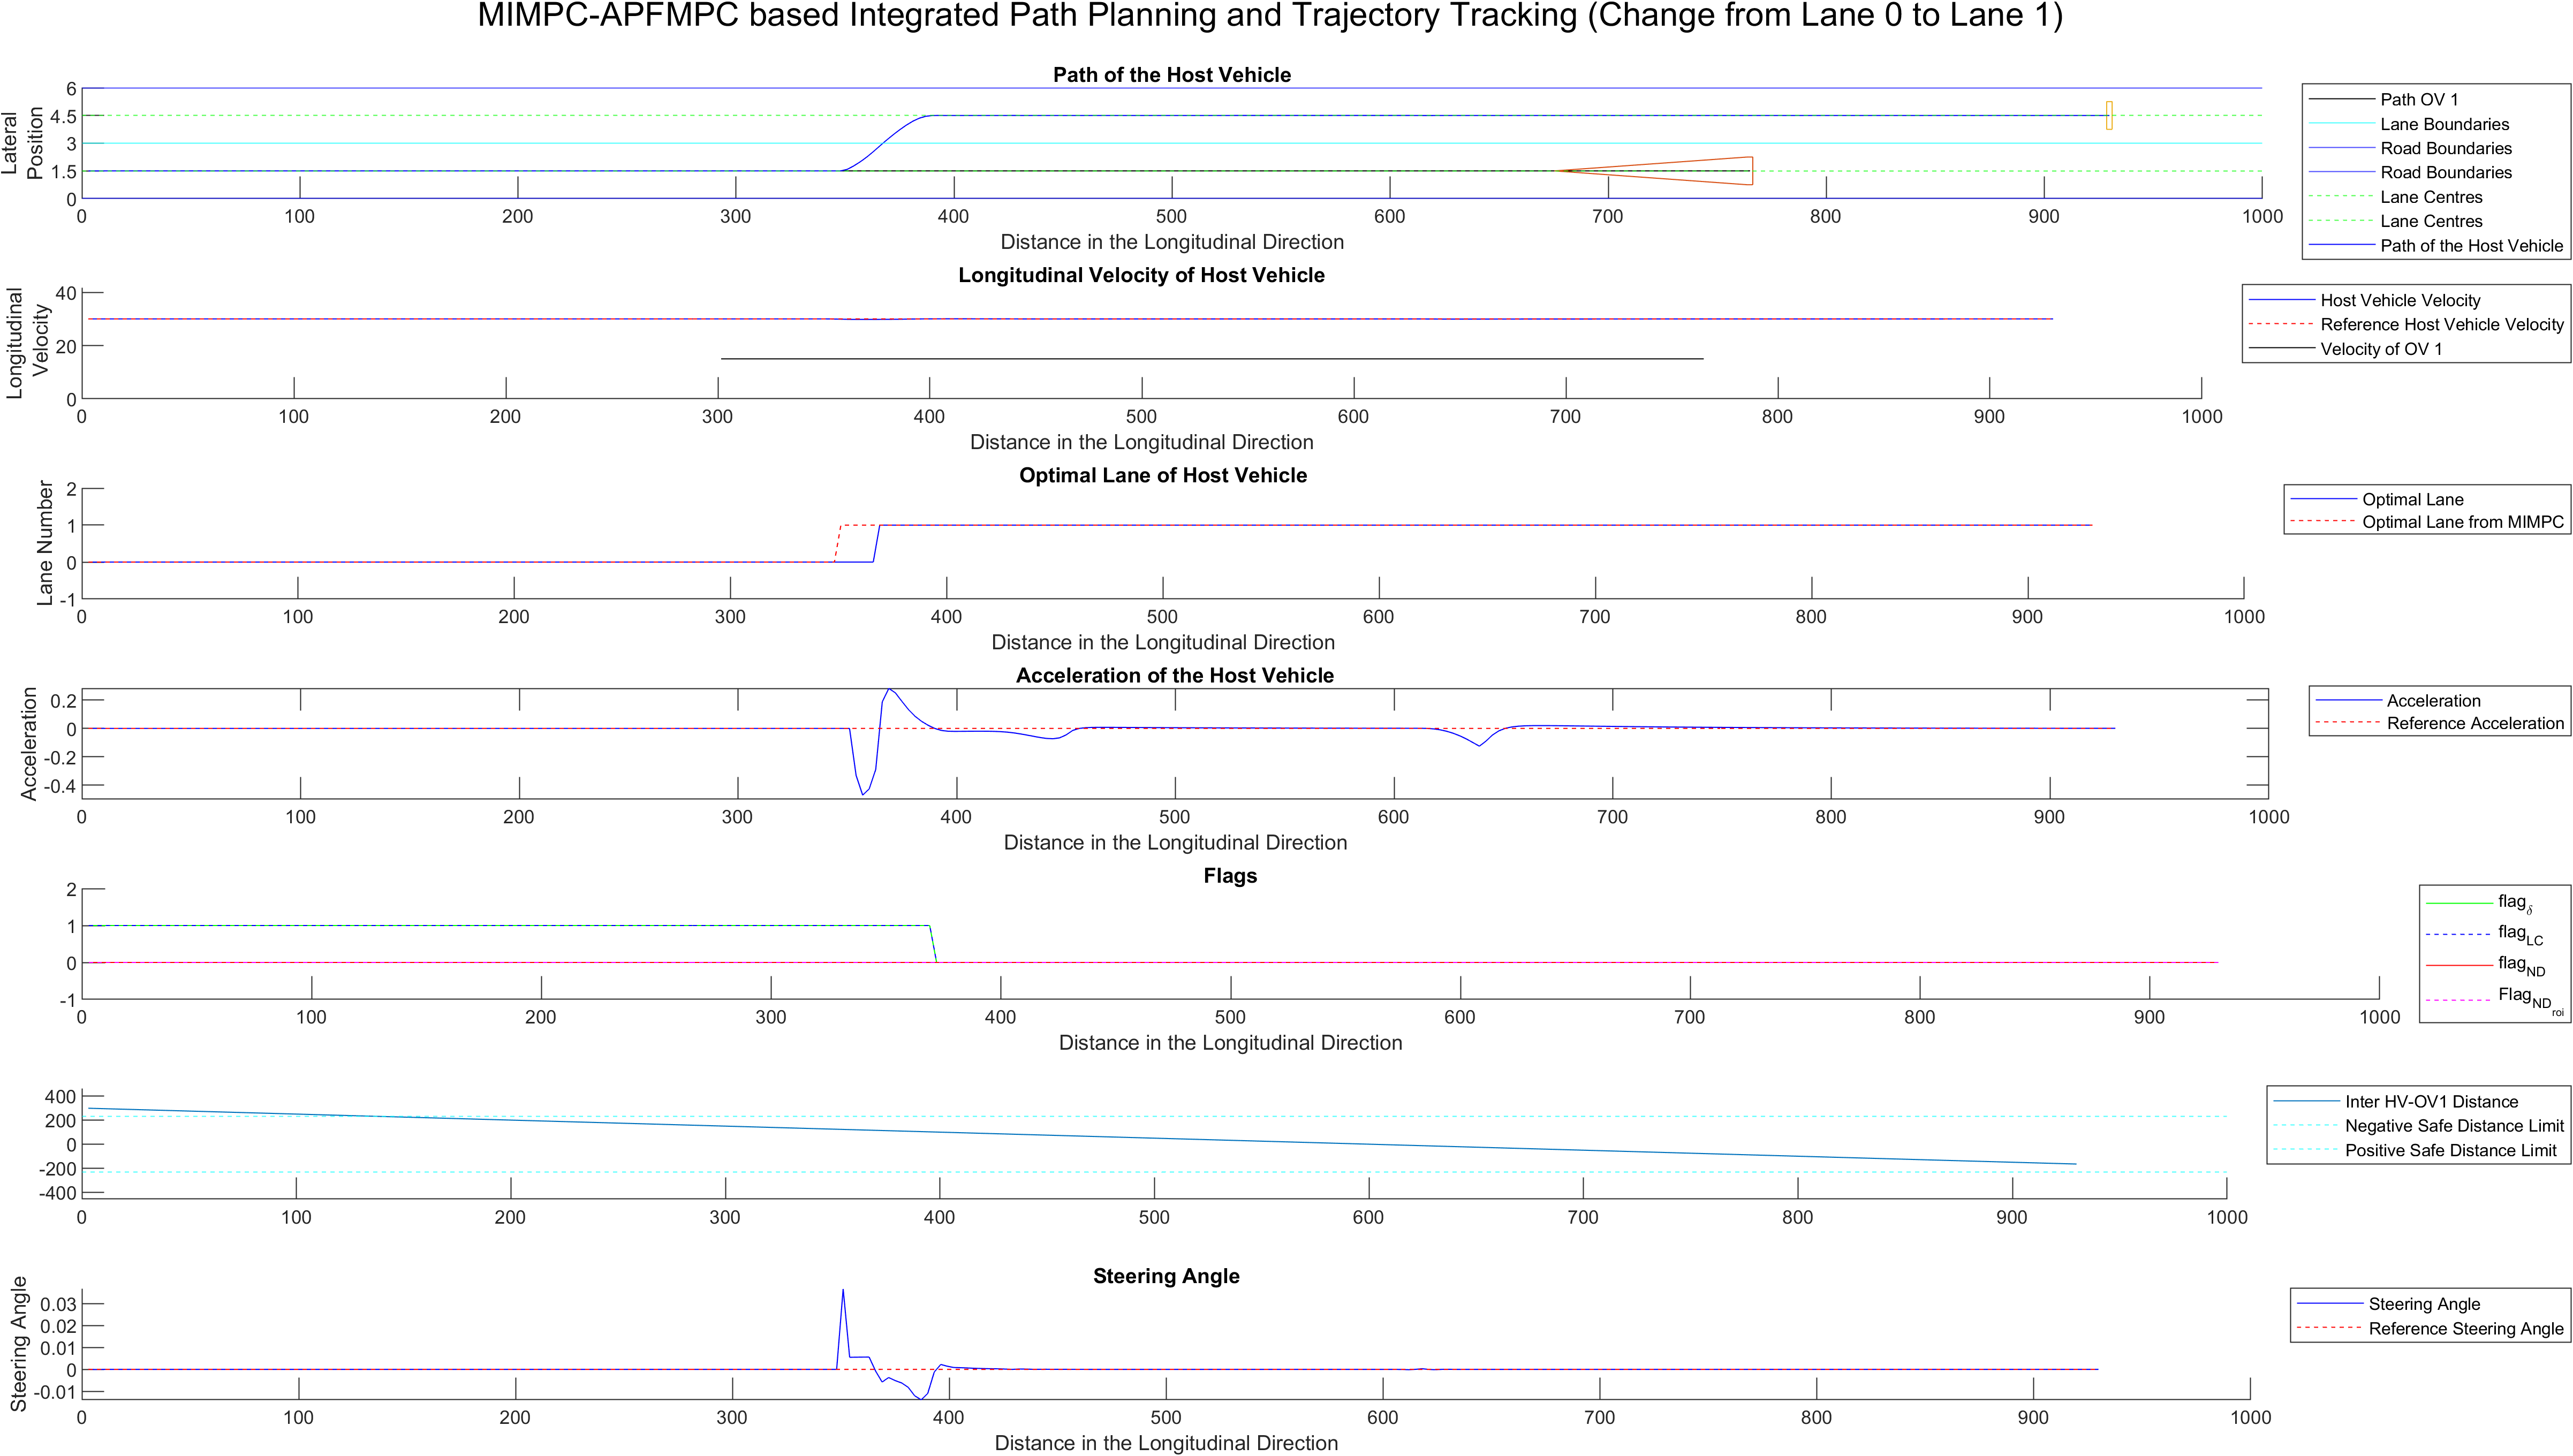 MIMPC-APFMPC based Integrated Path Planning and Trajectory Tracking (Change from Lane 0 to Lane 1)
Path of the Host Vehicle
Lateral
Position
6
4.5
3
1.5
0
0 100 200 300 400 500 600 700 800 900 1000
Distance in the Longitudinal Direction
Path OV 1
Lane Boundaries
Road Boundaries
Road Boundaries
Lane Centres
Lane Centres
Path of the Host Vehicle
Longitudinal Velocity of Host Vehicle
Longitudinal
Velocity
40
20
0
0 100 200 300 400 500 600 700 800 900 1000
Distance in the Longitudinal Direction
Host Vehicle Velocity
Reference Host Vehicle Velocity
Velocity of OV 1
Optimal Lane of Host Vehicle
Lane Number
2
1
0
-1
0 100 200 300 400 500 600 700 800 900 1000
Distance in the Longitudinal Direction
Optimal Lane
Optimal Lane from MIMPC
Acceleration of the Host Vehicle
Acceleration
0.2
0
-0.2
-0.4
0 100 200 300 400 500 600 700 800 900 1000
Distance in the Longitudinal Direction
Acceleration
Reference Acceleration
Flags
2
1
0
-1
0 100 200 300 400 500 600 700 800 900 1000
Distance in the Longitudinal Direction
flagδ
flagLC
flagND
FlagNDroi
400
200
0
-200
-400
0 100 200 300 400 500 600 700 800 900 1000
Inter HV-OV1 Distance
Negative Safe Distance Limit
Positive Safe Distance Limit
Steering Angle
Steering Angle
0.03
0.02
0.01
0
-0.01
0 100 200 300 400 500 600 700 800 900 1000
Distance in the Longitudinal Direction
Steering Angle
Reference Steering Angle